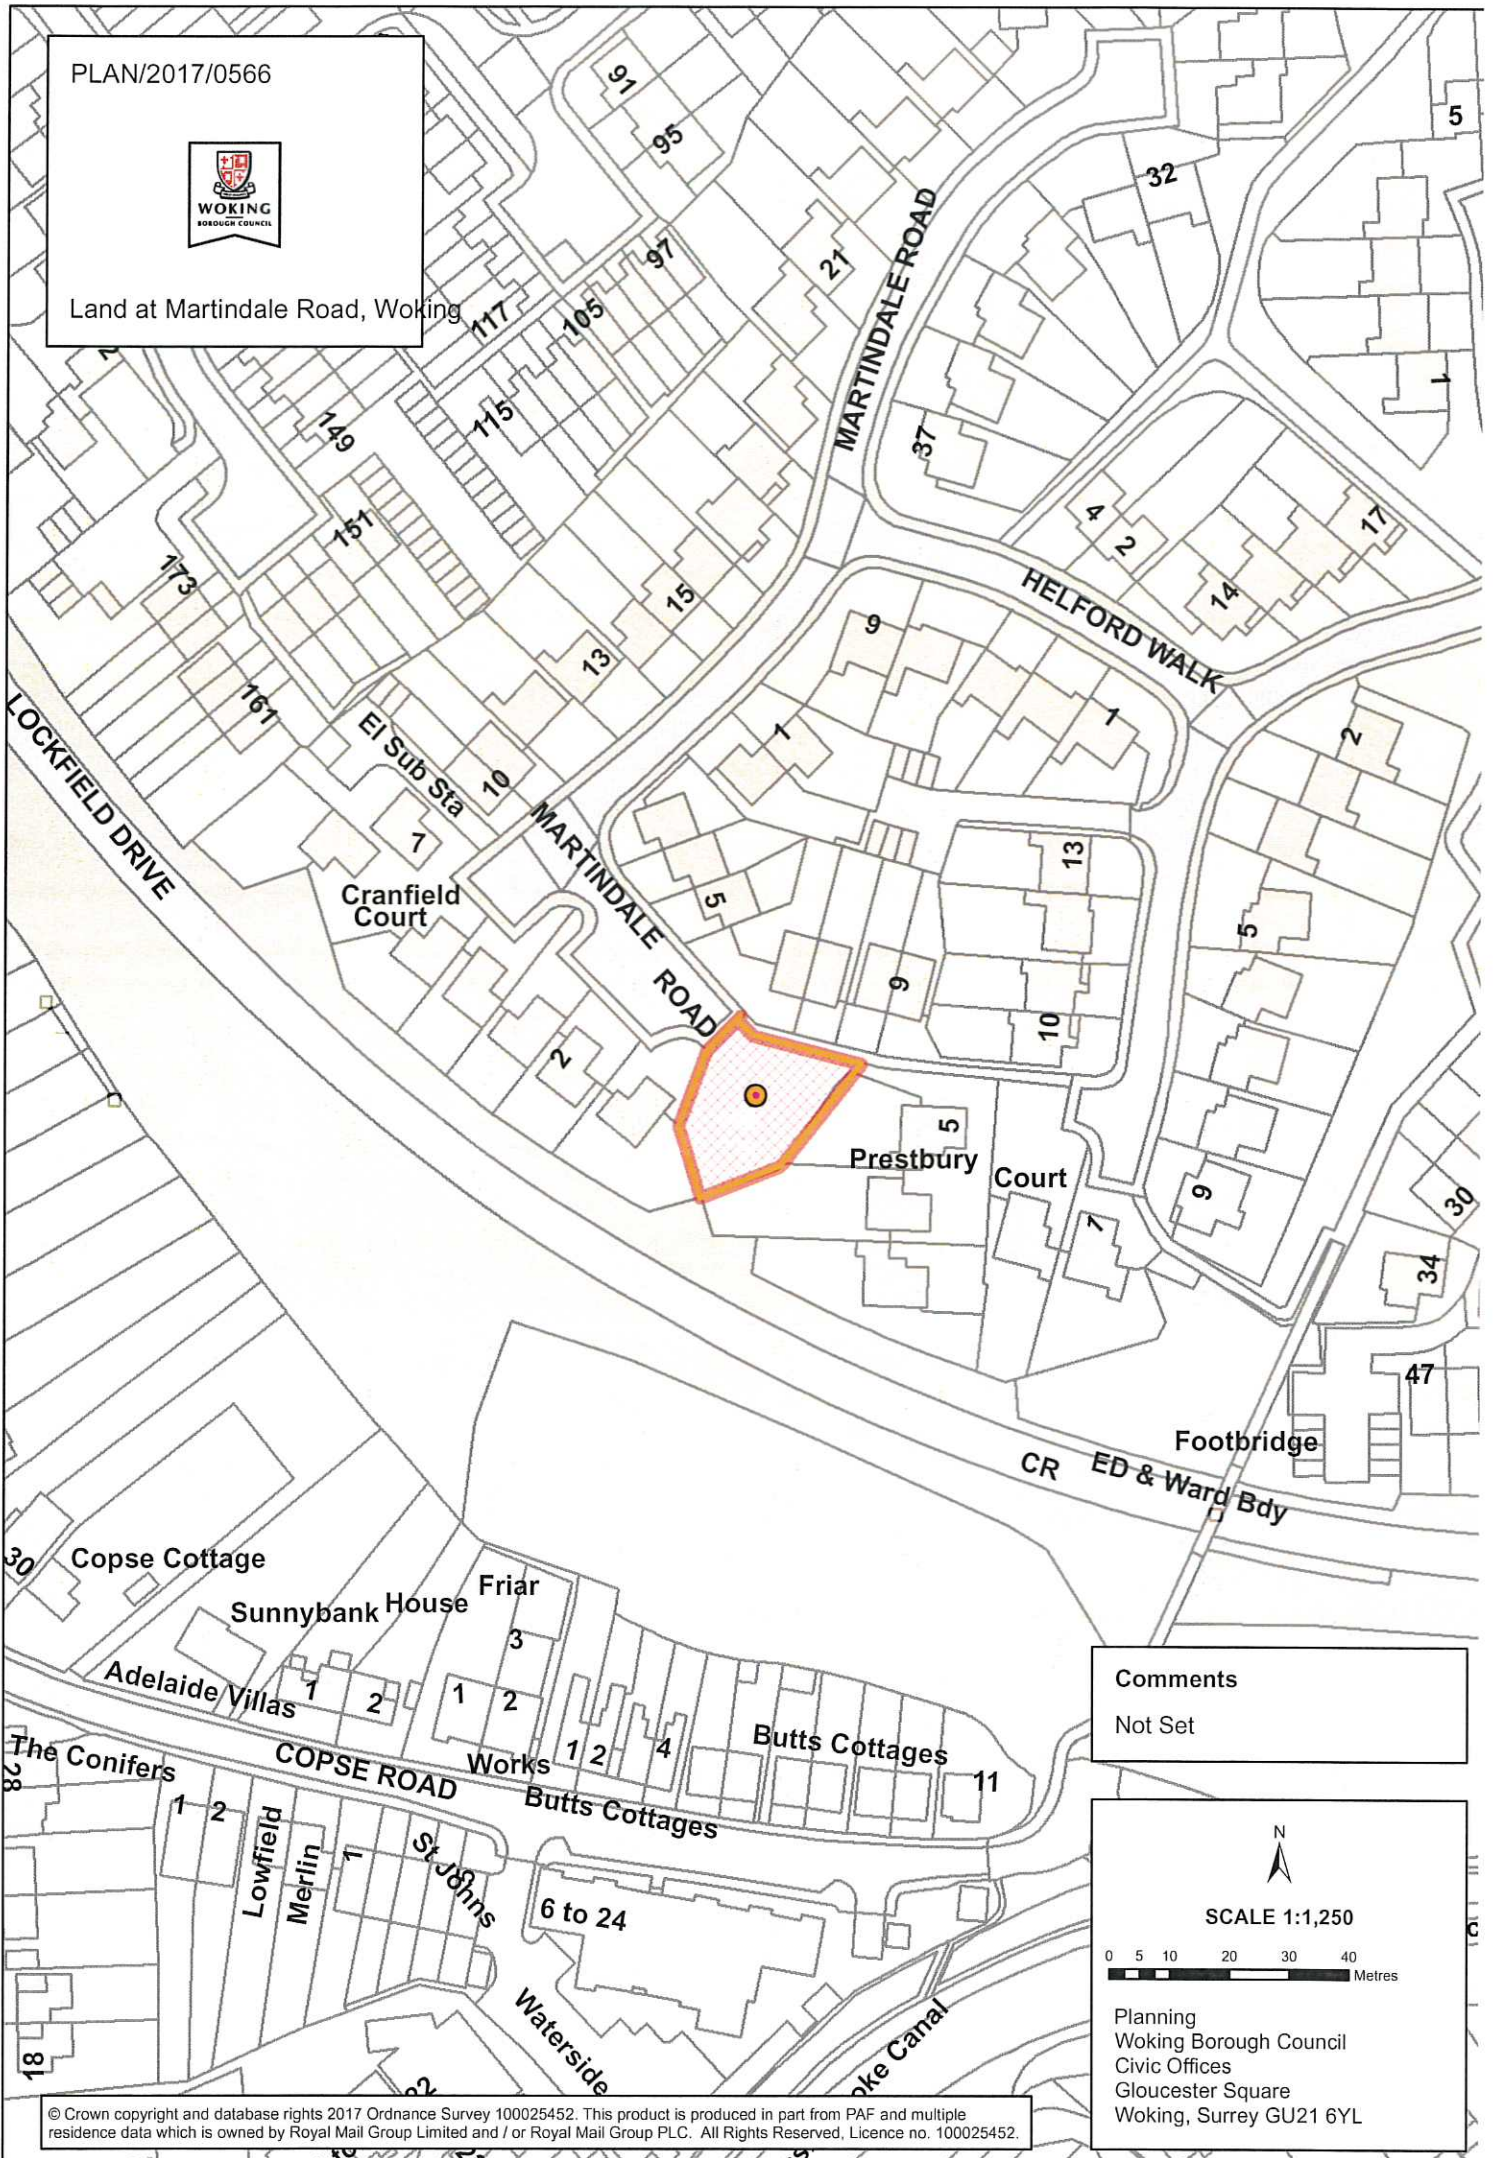 PLAN/2017/0566
WOKING
BOROUGH COUNCIL
Land at Martindale Road, Woking
91
95
97
105
117
115
149
151
173
161
21
MARTINDALE ROAD
32
5
1
37
4
2
17
14
HELFORD WALK
15
13
9
1
1
2
El Sub Sta
10
7
LOCKFIELD DRIVE
Cranfield
Court
MARTINDALE
ROAD
5
13
5
9
10
2
5
Prestbury
Court
7
9
30
34
47
Footbridge
CR
ED & Ward Bdy
30
Copse Cottage
Sunnybank
House
Friar
3
Adelaide Villas
1
2
1
2
Works
1
2
4
Butts Cottages
11
The Conifers
28
COPSE ROAD
Butts Cottages
1
2
Lowfield
Merlin
1
St Johns
6 to 24
Waterside
oke Canal
18
22
Comments
Not Set
N
SCALE 1:1,250
0 5 10 20 30 40
Metres
Planning
Woking Borough Council
Civic Offices
Gloucester Square
Woking, Surrey GU21 6YL
© Crown copyright and database rights 2017 Ordnance Survey 100025452. This product is produced in part from PAF and multiple
residence data which is owned by Royal Mail Group Limited and / or Royal Mail Group PLC. All Rights Reserved, Licence no. 100025452.